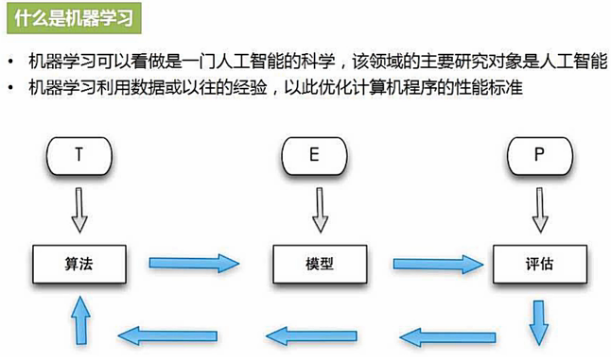 什么是机器学习
• 机器学习可以看做是一门人工智能的科学，该领域的主要研究对象是人工智能
• 机器学习利用数据或以往的经验，以此优化计算机程序的性能标准
T E P
算法 模型 评估